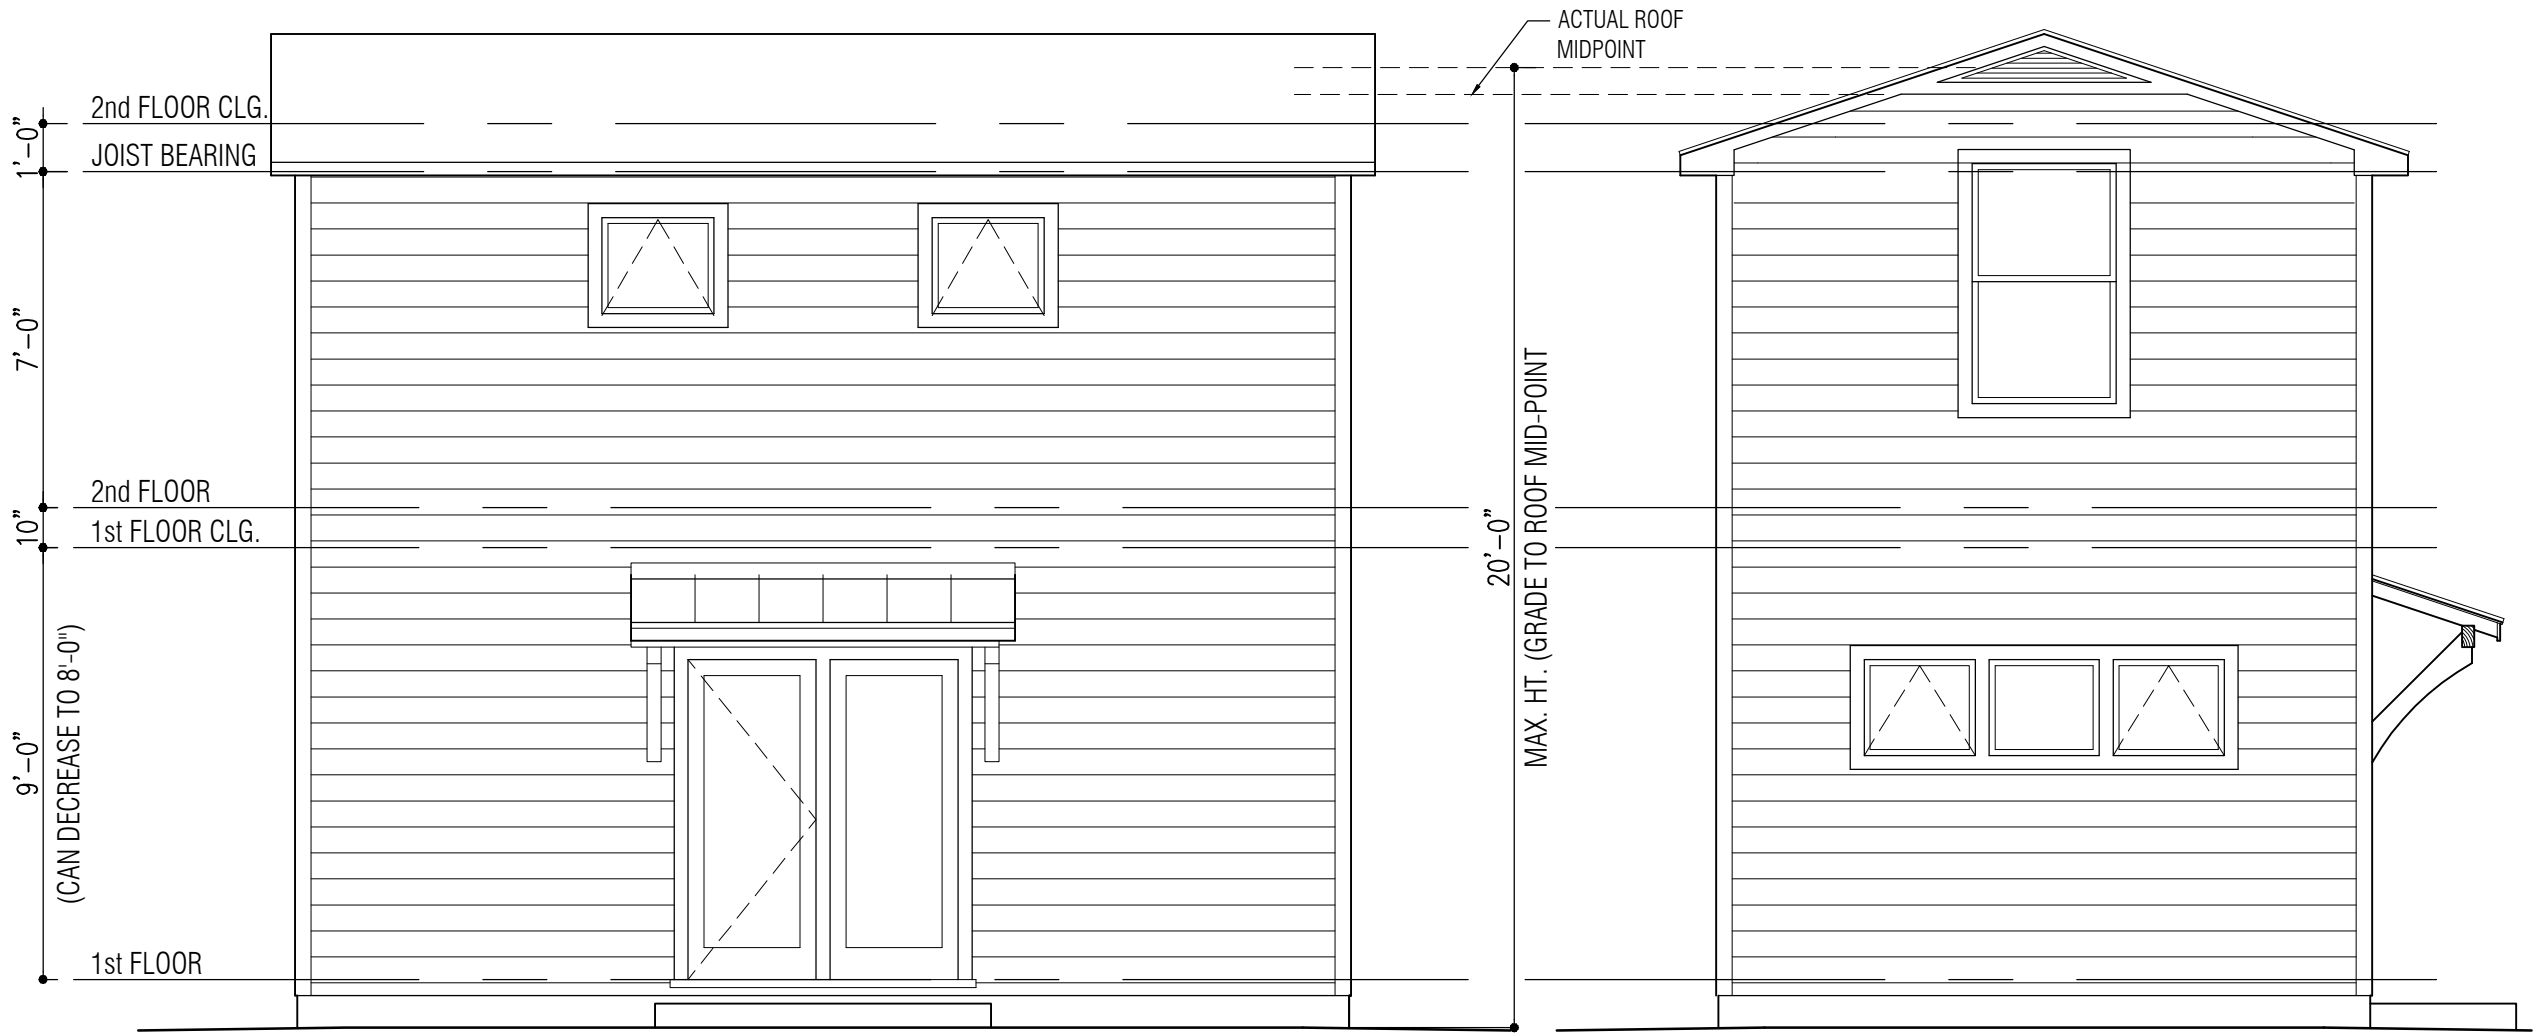 ACTUAL ROOF
MIDPOINT
2nd FLOOR CLG.
1'-0"
JOIST BEARING
7'-0"
2nd FLOOR
10"
1st FLOOR CLG.
9'-0"
(CAN DECREASE TO 8'-0")
1st FLOOR
20'-0"
MAX. HT. (GRADE TO ROOF MID-POINT